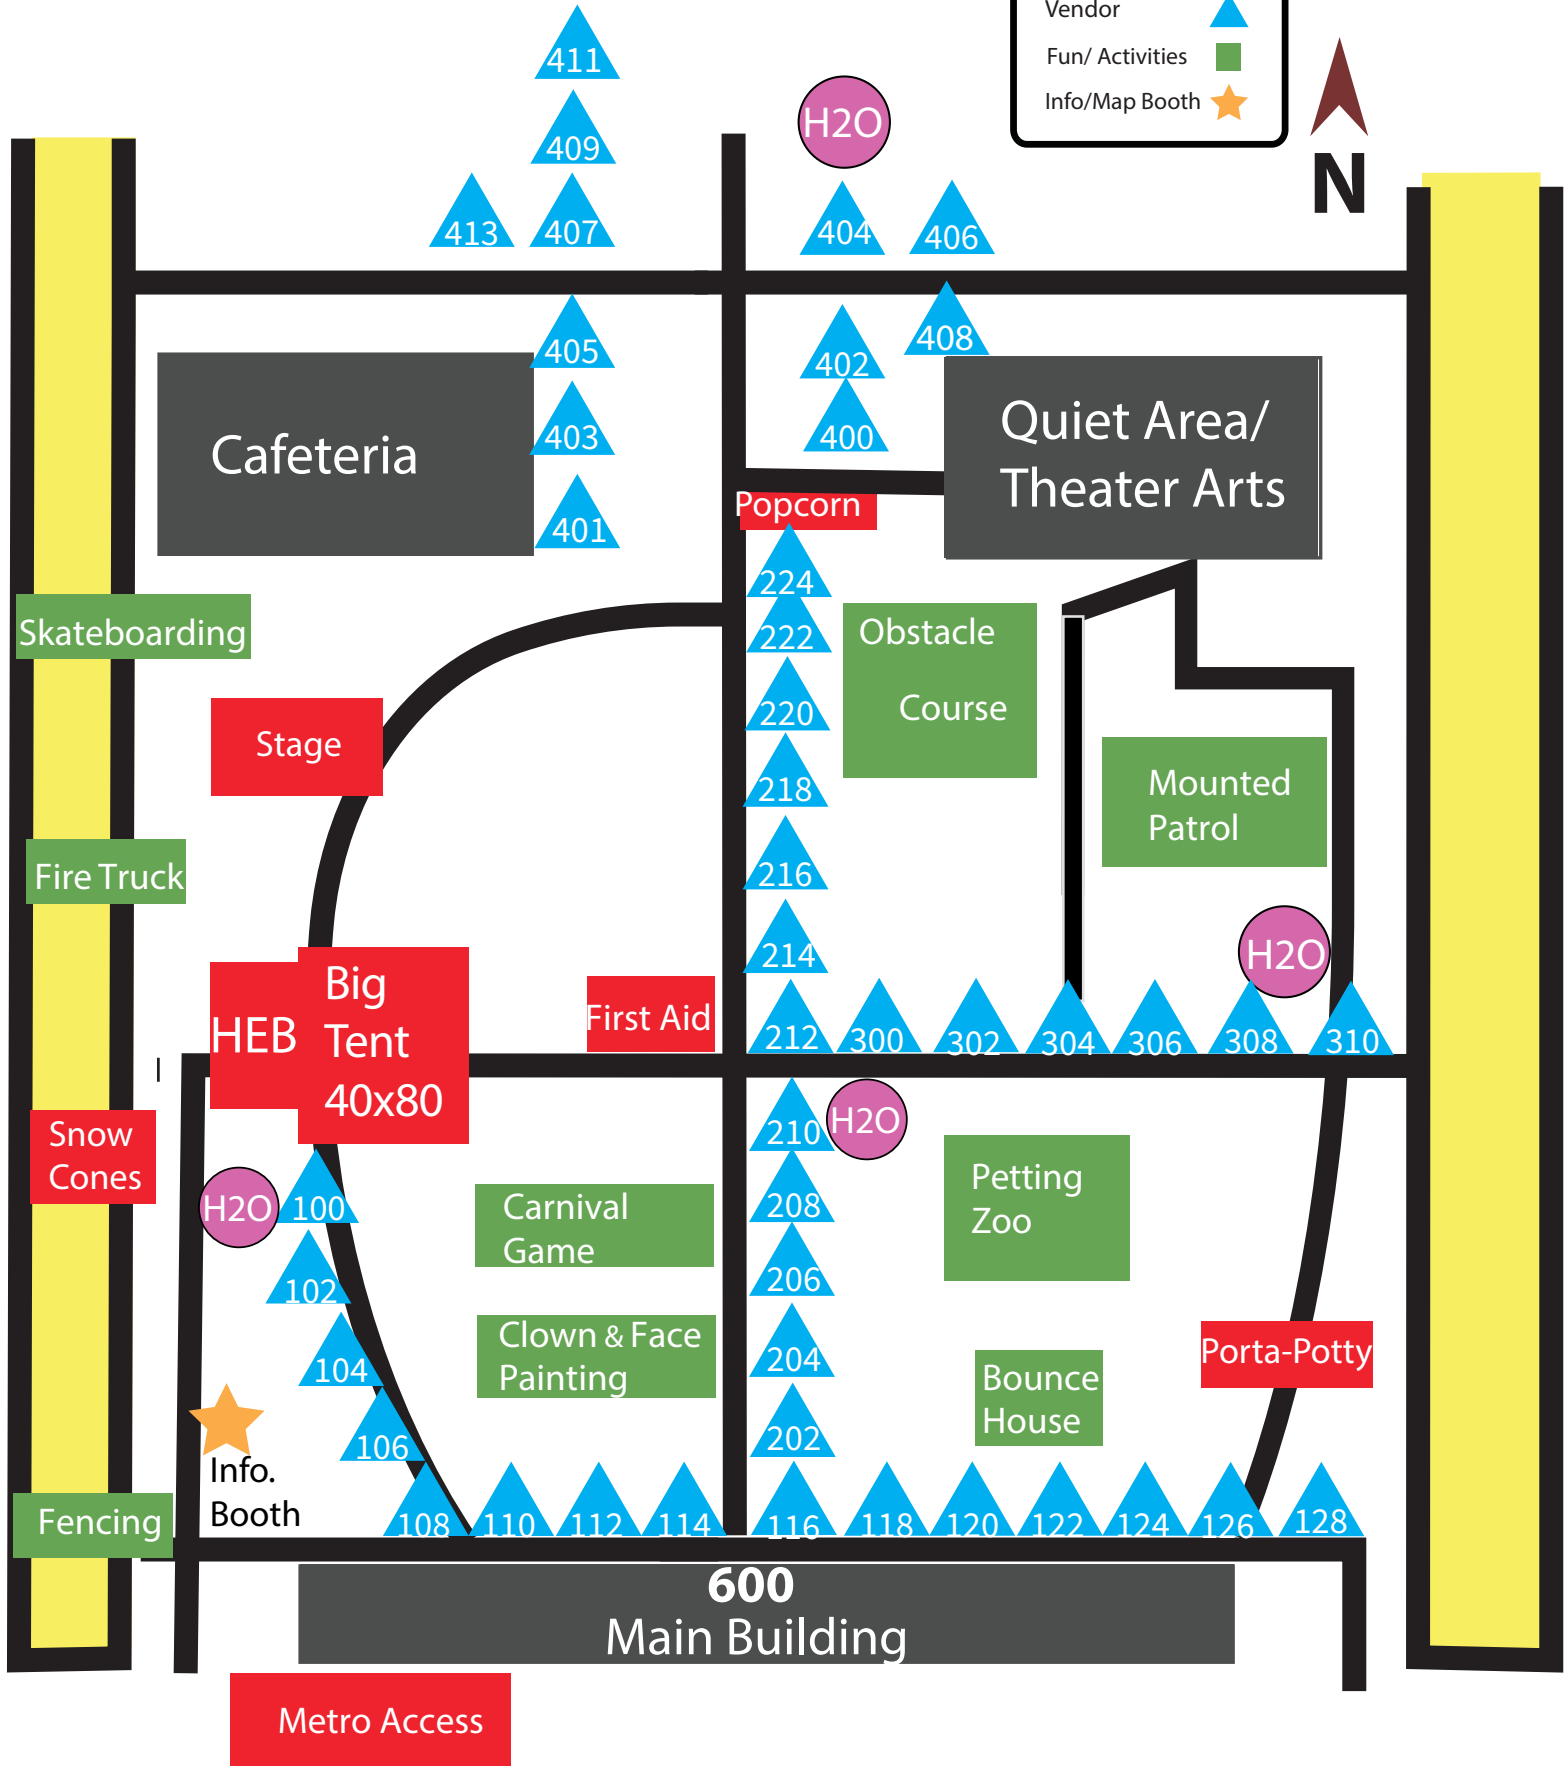 Vendor
Fun/ Activities
Info/Map Booth
N
411
H2O
409
413
407
404
406
405
402
408
403
400
401
Cafeteria
Quiet Area/
Theater Arts
Popcorn
224
222
220
218
216
214
212
Skateboarding
Obstacle
Course
Stage
Mounted
Patrol
Fire Truck
H2O
HEB
Big
Tent
40x80
First Aid
300
302
304
306
308
310
Snow
Cones
H2O
100
102
104
106
Carnival
Game
Clown & Face
Painting
210
H2O
208
206
204
202
Petting
Zoo
Bounce
House
Porta-Potty
Info.
Booth
Fencing
108
110
112
114
116
118
120
122
124
126
128
600
Main Building
Metro Access